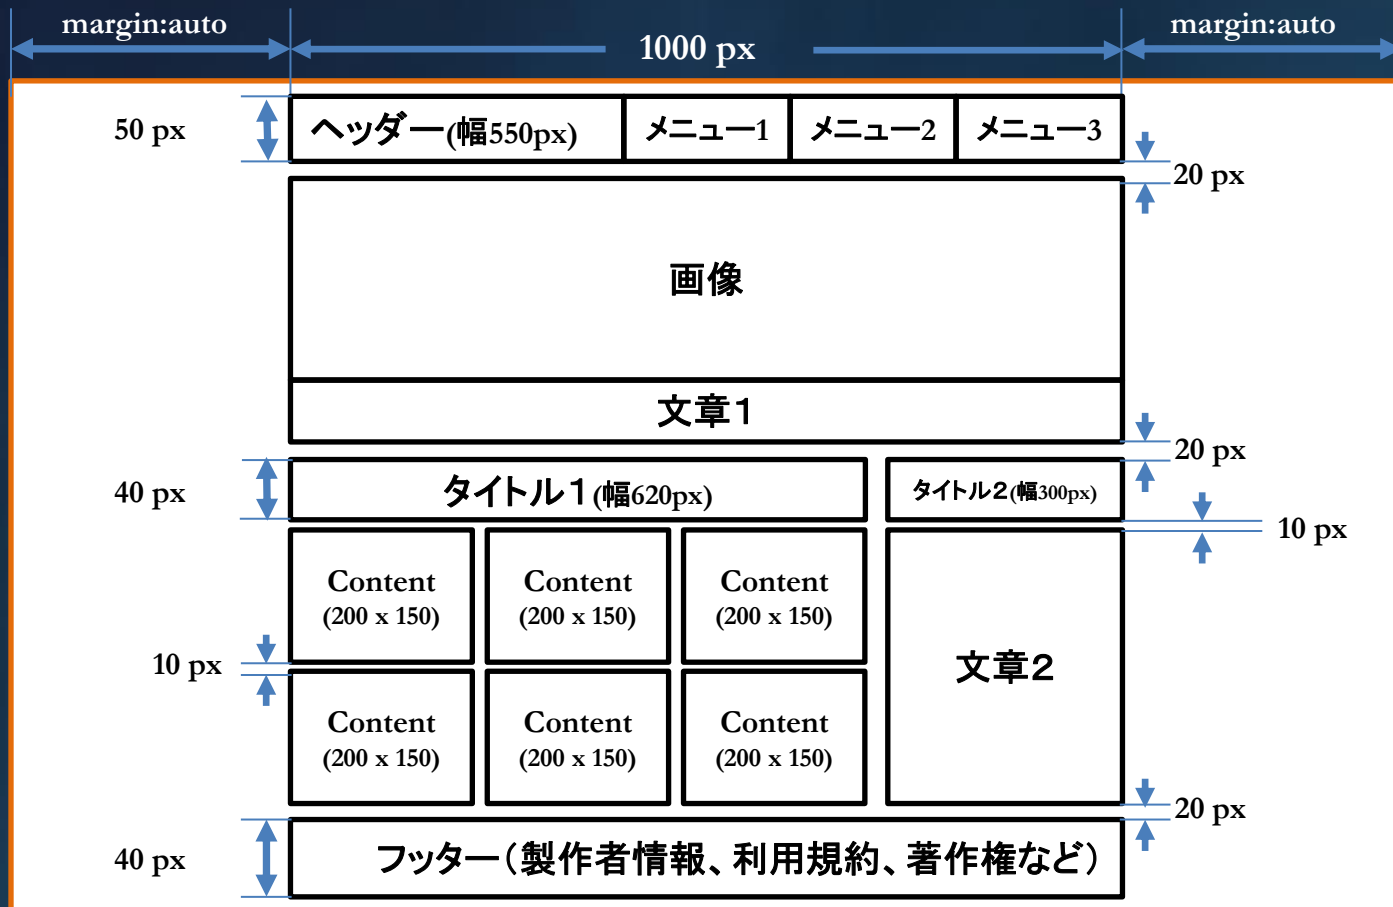 margin:auto
1000 px
margin:auto
50 px
ヘッダー(幅550px)
メニュー1
メニュー2
メニュー3
20 px
画像
文章1
20 px
40 px
タイトル1(幅620px)
タイトル2(幅300px)
10 px
Content
(200 x 150)
Content
(200 x 150)
Content
(200 x 150)
10 px
文章2
Content
(200 x 150)
Content
(200 x 150)
Content
(200 x 150)
20 px
40 px
フッター(製作者情報、利用規約、著作権など)